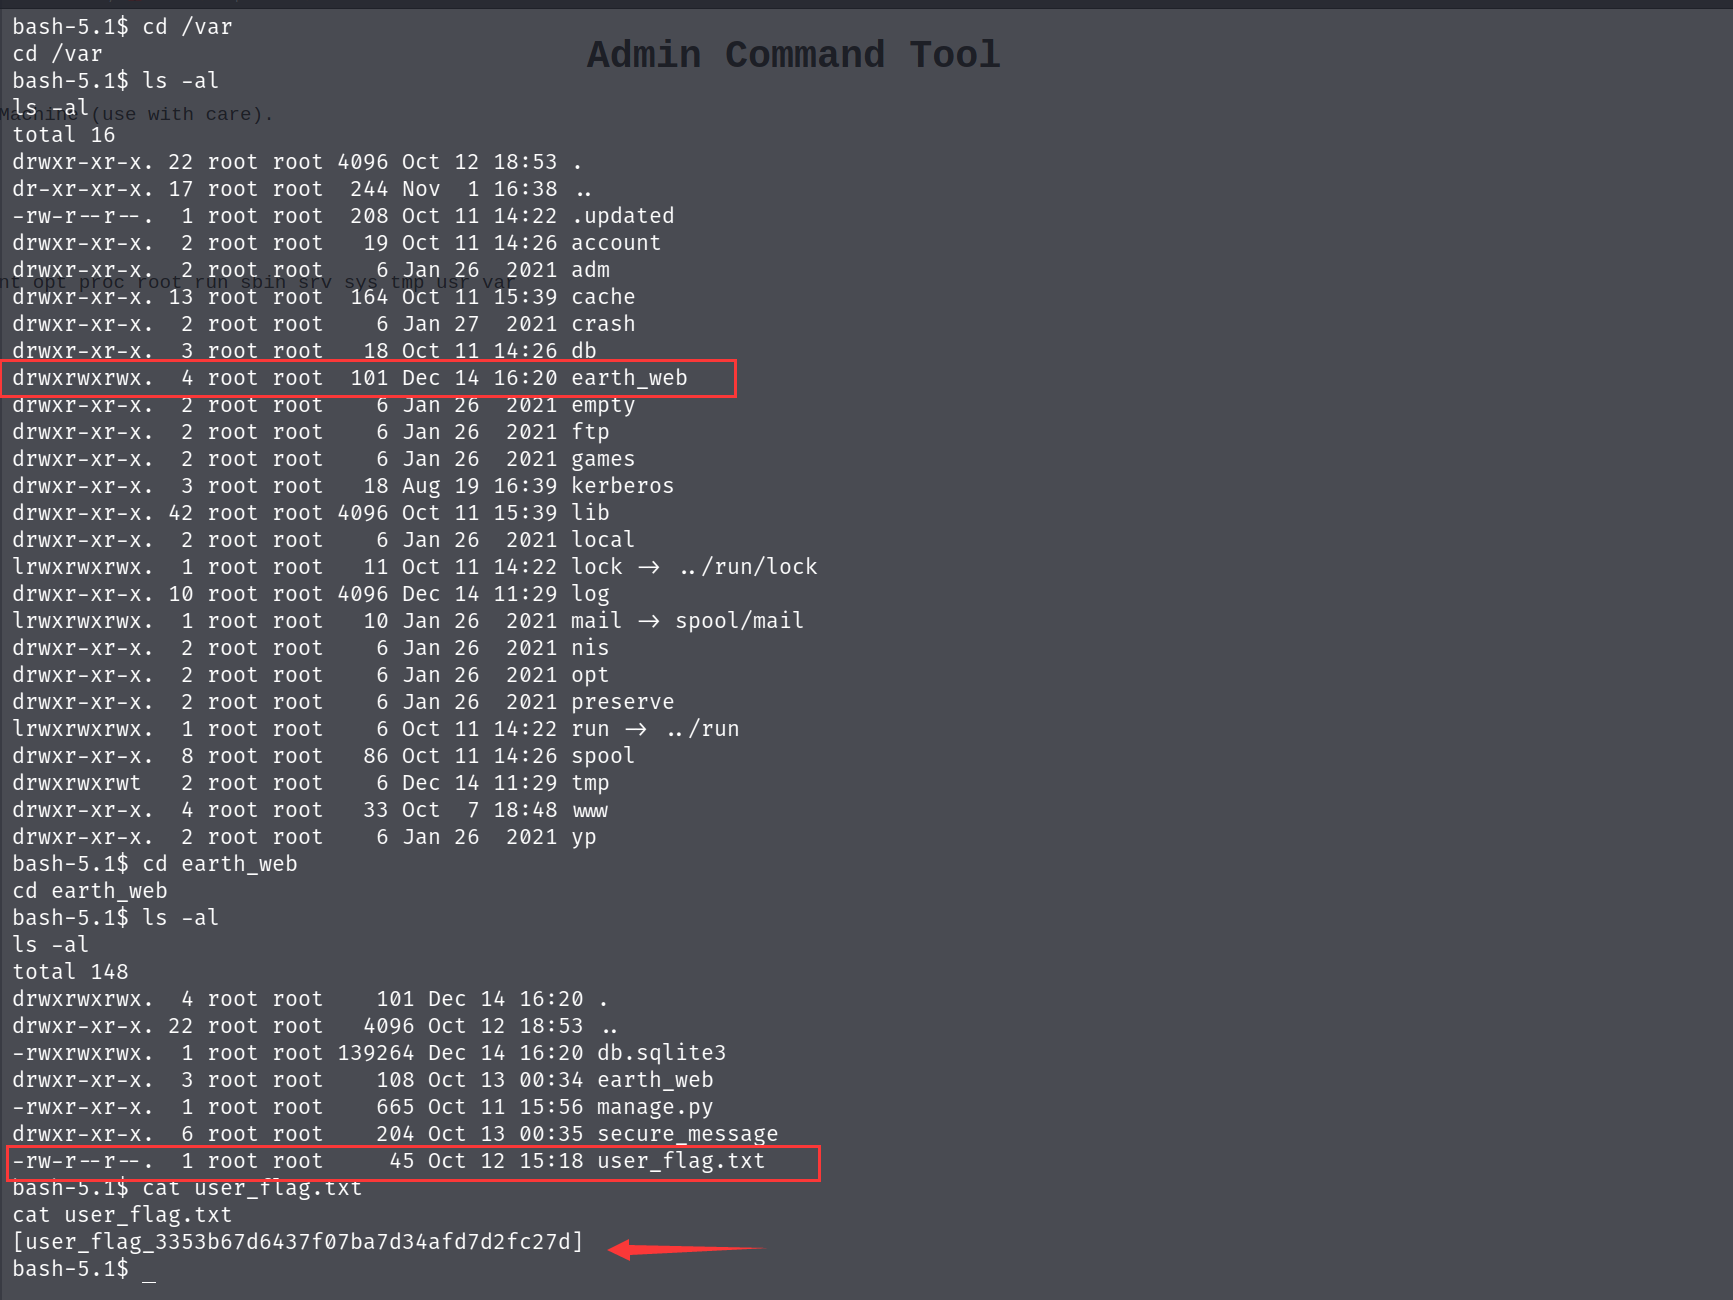 bash-5.1$ cd /var
cd /var
Admin Command Tool
bash-5.1$ ls -al
ls -al
Machine (use with care).
total 16
drwxr-xr-x. 22 root root 4096 Oct 12 18:53 .
dr-xr-xr-x. 17 root root  244 Nov  1 16:38 ..
-rw-r--r--.  1 root root  208 Oct 11 14:22 .updated
drwxr-xr-x.  2 root root   19 Oct 11 14:26 account
drwxr-xr-x.  2 root root    6 Jan 26  2021 adm
nt opt proc root run sbin srv sys tmp usr var
drwxr-xr-x. 13 root root  164 Oct 11 15:39 cache
drwxr-xr-x.  2 root root    6 Jan 27  2021 crash
drwxr-xr-x.  3 root root   18 Oct 11 14:26 db
drwxrwxrwx.  4 root root  101 Dec 14 16:20 earth_web
drwxr-xr-x.  2 root root    6 Jan 26  2021 empty
drwxr-xr-x.  2 root root    6 Jan 26  2021 ftp
drwxr-xr-x.  2 root root    6 Jan 26  2021 games
drwxr-xr-x.  3 root root   18 Aug 19 16:39 kerberos
drwxr-xr-x. 42 root root 4096 Oct 11 15:39 lib
drwxr-xr-x.  2 root root    6 Jan 26  2021 local
lrwxrwxrwx.  1 root root   11 Oct 11 14:22 lock -> ../run/lock
drwxr-xr-x. 10 root root 4096 Dec 14 11:29 log
lrwxrwxrwx.  1 root root   10 Jan 26  2021 mail -> spool/mail
drwxr-xr-x.  2 root root    6 Jan 26  2021 nis
drwxr-xr-x.  2 root root    6 Jan 26  2021 opt
drwxr-xr-x.  2 root root    6 Jan 26  2021 preserve
lrwxrwxrwx.  1 root root    6 Oct 11 14:22 run -> ../run
drwxr-xr-x.  8 root root   86 Oct 11 14:26 spool
drwxrwxrwt   2 root root    6 Dec 14 11:29 tmp
drwxr-xr-x.  4 root root   33 Oct  7 18:48 www
drwxr-xr-x.  2 root root    6 Jan 26  2021 yp
bash-5.1$ cd earth_web
cd earth_web
bash-5.1$ ls -al
ls -al
total 148
drwxrwxrwx.  4 root root    101 Dec 14 16:20 .
drwxr-xr-x. 22 root root   4096 Oct 12 18:53 ..
-rwxrwxrwx.  1 root root 139264 Dec 14 16:20 db.sqlite3
drwxr-xr-x.  3 root root    108 Oct 13 00:34 earth_web
-rwxr-xr-x.  1 root root    665 Oct 11 15:56 manage.py
drwxr-xr-x.  6 root root    204 Oct 13 00:35 secure_message
-rw-r--r--.  1 root root     45 Oct 12 15:18 user_flag.txt
bash-5.1$ cat user_flag.txt
cat user_flag.txt
[user_flag_3353b67d6437f07ba7d34afd7d2fc27d]
bash-5.1$ _